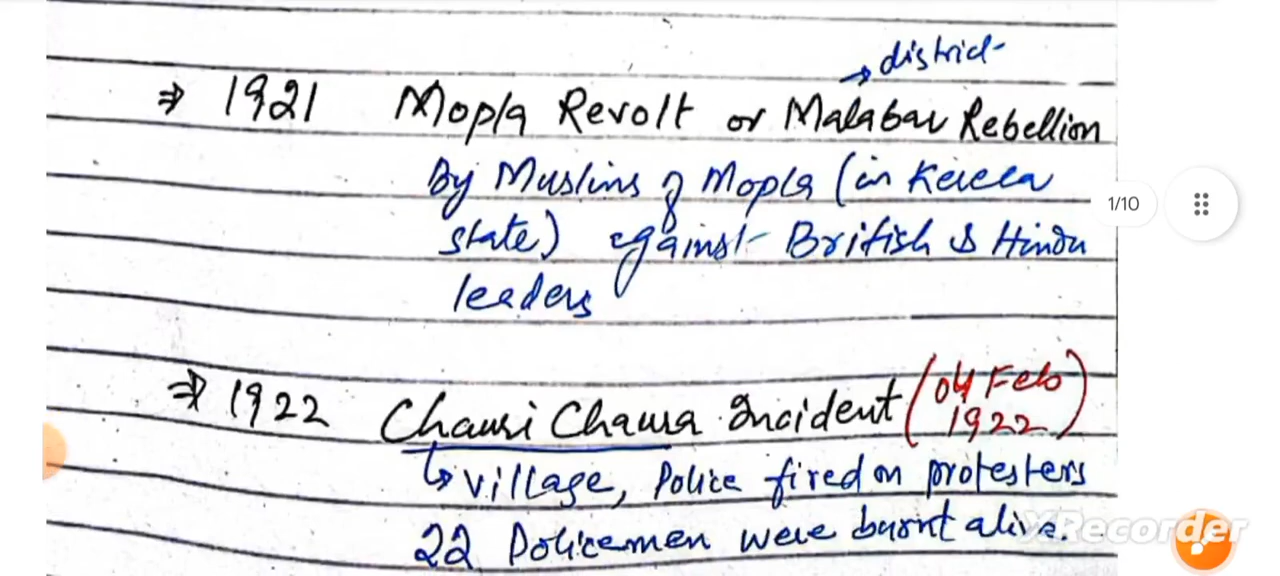 → district
⇒ 1921 Mopla Revolt or Malabar Rebellion
By Muslims of Mopla (in Kerela
1/10
state) against British & Hindu
leaders
⇒ 1922 Chauri Chaura Incident (04 Feb
1922)
↳ village, Police fired on protesters
XRecorder
22 Policemen were burnt alive.